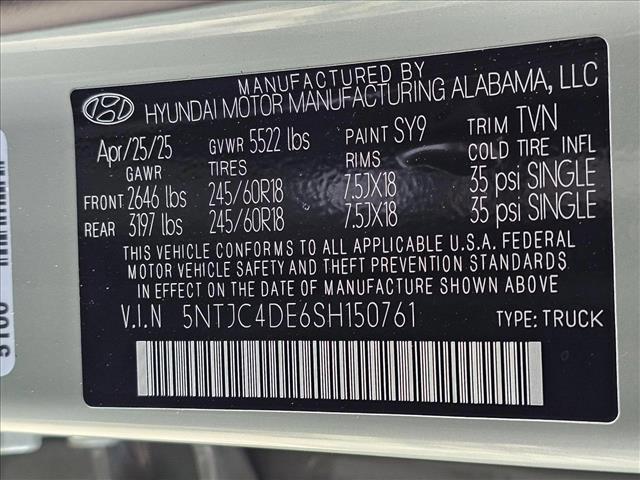 MANUFACTURED BY
HYUNDAI MOTOR MANUFACTURING ALABAMA, LLC
Apr/25/25 GVWR 5522 lbs PAINT SY9 TRIM TVN
GAWR TIRES RIMS COLD TIRE INFL
FRONT 2646 lbs 245/60R18 7.5JX18 35 psi SINGLE
REAR 3197 lbs 245/60R18 7.5JX18 35 psi SINGLE
THIS VEHICLE CONFORMS TO ALL APPLICABLE U.S.A. FEDERAL
MOTOR VEHICLE SAFETY AND THEFT PREVENTION STANDARDS
IN EFFECT ON THE DATE OF MANUFACTURE SHOWN ABOVE
V.I.N 5NTJC4DE6SH150761 TYPE: TRUCK